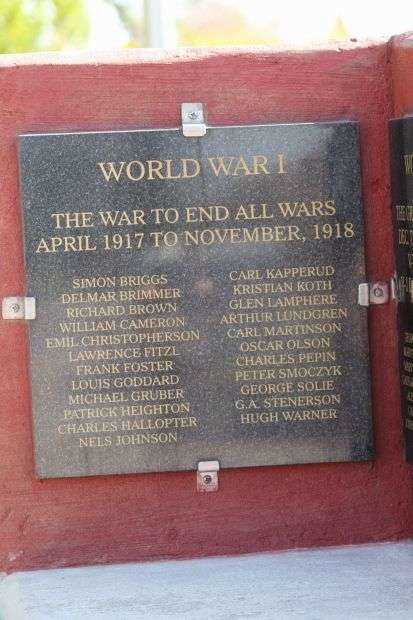 WORLD WAR I
THE WAR TO END ALL WARS
APRIL 1917 TO NOVEMBER, 1918
SIMON BRIGGS
DELMAR BRIMMER
RICHARD BROWN
WILLIAM CAMERON
EMIL CHRISTOPHERSON
LAWRENCE FITZL
FRANK FOSTER
LOUIS GODDARD
MICHAEL GRUBER
PATRICK HEIGHTON
CHARLES HALLOPTER
NELS JOHNSON
CARL KAPPERUD
KRISTIAN KOTH
GLEN LAMPHERE
ARTHUR LUNDGREN
CARL MARTINSON
OSCAR OLSON
CHARLES PEPIN
PETER SMOCZYK
GEORGE SOLIE
G.A. STENERSON
HUGH WARNER